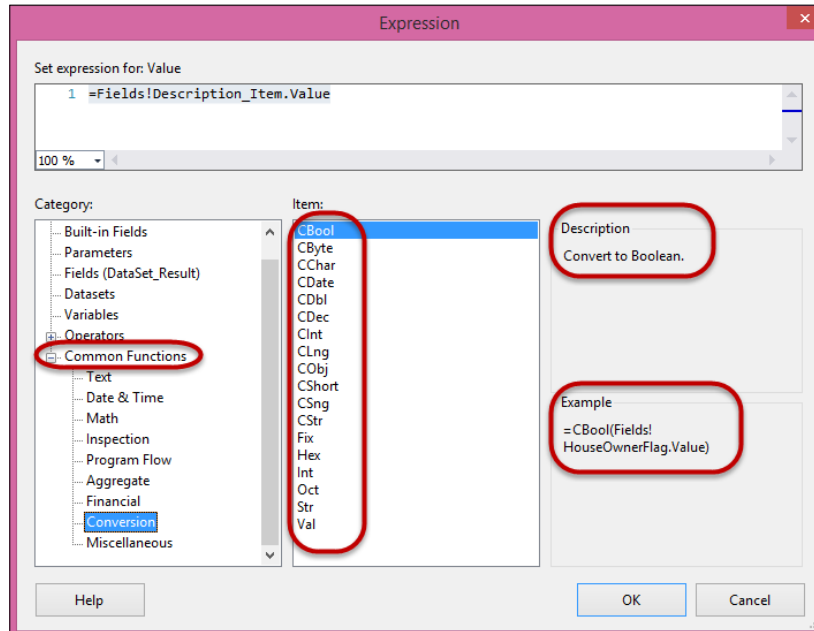 Expression
Set expression for: Value
1 =Fields!Description_Item.Value
100 %
Category:
Built-in Fields
Parameters
Fields (DataSet_Result)
Datasets
Variables
Operators
Common Functions
Text
Date & Time
Math
Inspection
Program Flow
Aggregate
Financial
Conversion
Miscellaneous
Item:
CBool
CByte
CChar
CDate
CDbl
CDec
CInt
CLng
CObj
CShort
CSng
CStr
Fix
Hex
Int
Oct
Str
Val
Description
Convert to Boolean.
Example
=CBool(Fields!
HouseOwnerFlag.Value)
Help
OK
Cancel